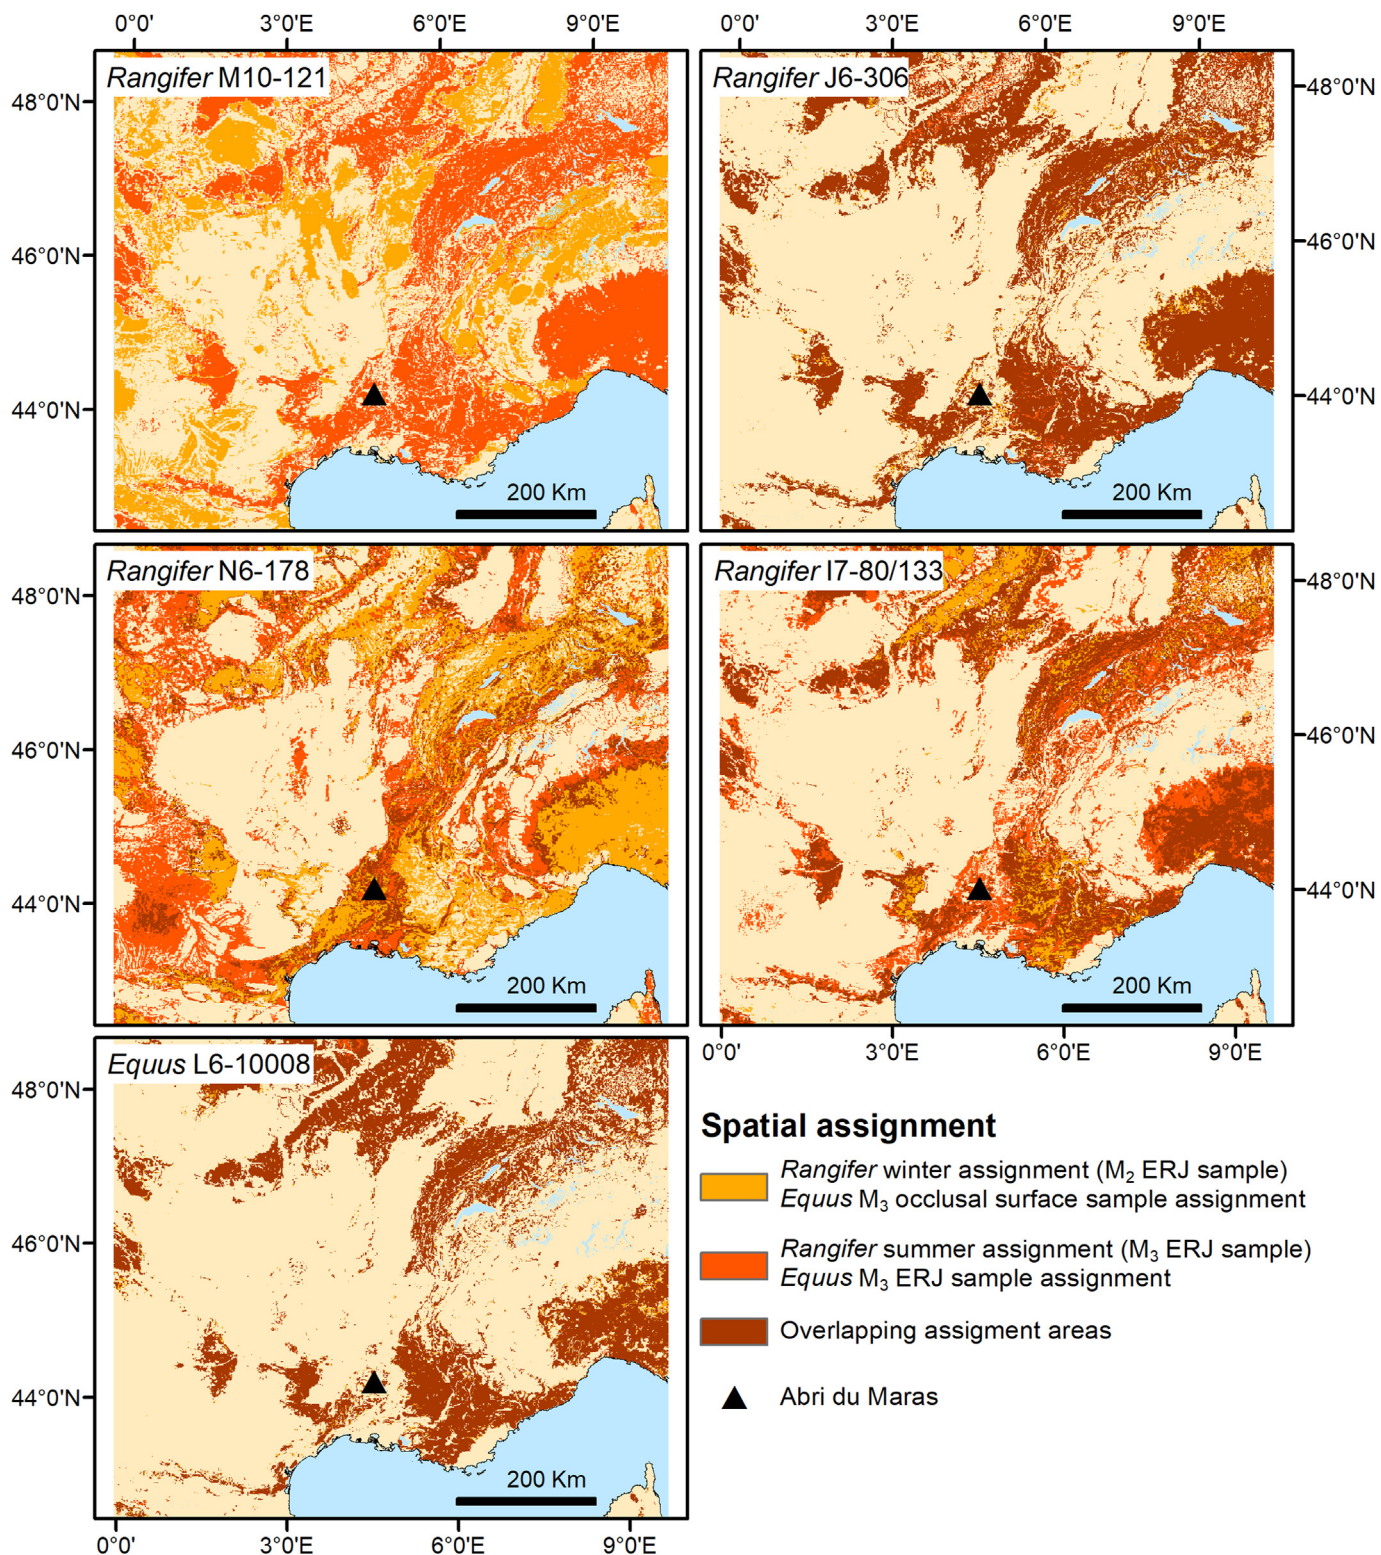 0°0' 3°0'E 6°0'E 9°0'E 0°0' 3°0'E 6°0'E 9°0'E
Rangifer M10-121
Rangifer J6-306
48°0'N 48°0'N
46°0'N 46°0'N
44°0'N 44°0'N
200 Km 200 Km
Rangifer N6-178
Rangifer I7-80/133
48°0'N 48°0'N
46°0'N 46°0'N
44°0'N 44°0'N
200 Km 200 Km
0°0' 3°0'E 6°0'E 9°0'E
Equus L6-10008
48°0'N
46°0'N
44°0'N
200 Km
0°0' 3°0'E 6°0'E 9°0'E
Spatial assignment
Rangifer winter assignment (M₂ ERJ sample)
Equus M₃ occlusal surface sample assignment
Rangifer summer assignment (M₃ ERJ sample)
Equus M₃ ERJ sample assignment
Overlapping assigment areas
Abri du Maras